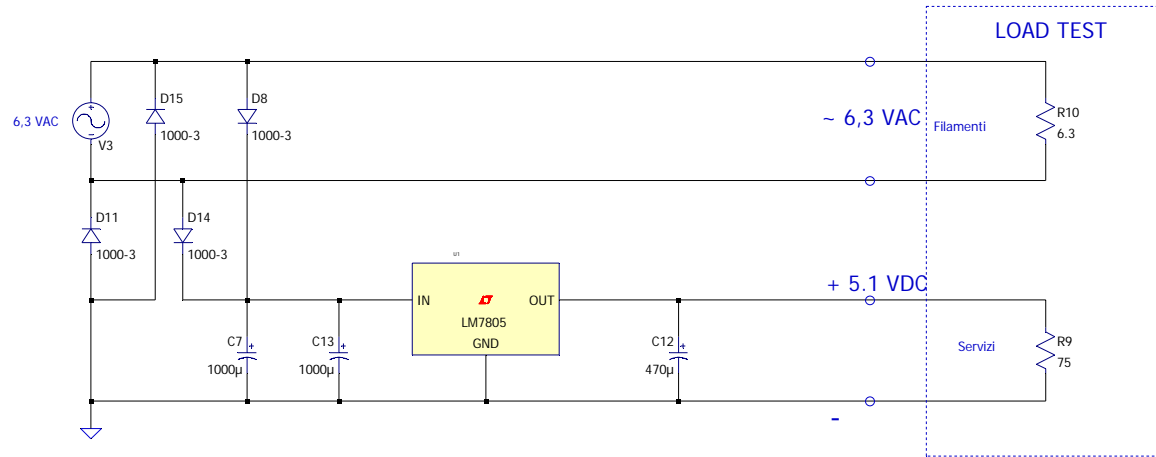 LOAD TEST
D15
1000-3
D8
1000-3
6,3 VAC
+
−
V3
~ 6,3 VAC
Filamenti
R10
6.3
D11
1000-3
D14
1000-3
U1
IN
OUT
LM7805
GND
+ 5.1 VDC
C7
+
1000µ
C13
+
1000µ
C12
+
470µ
Servizi
R9
75
-